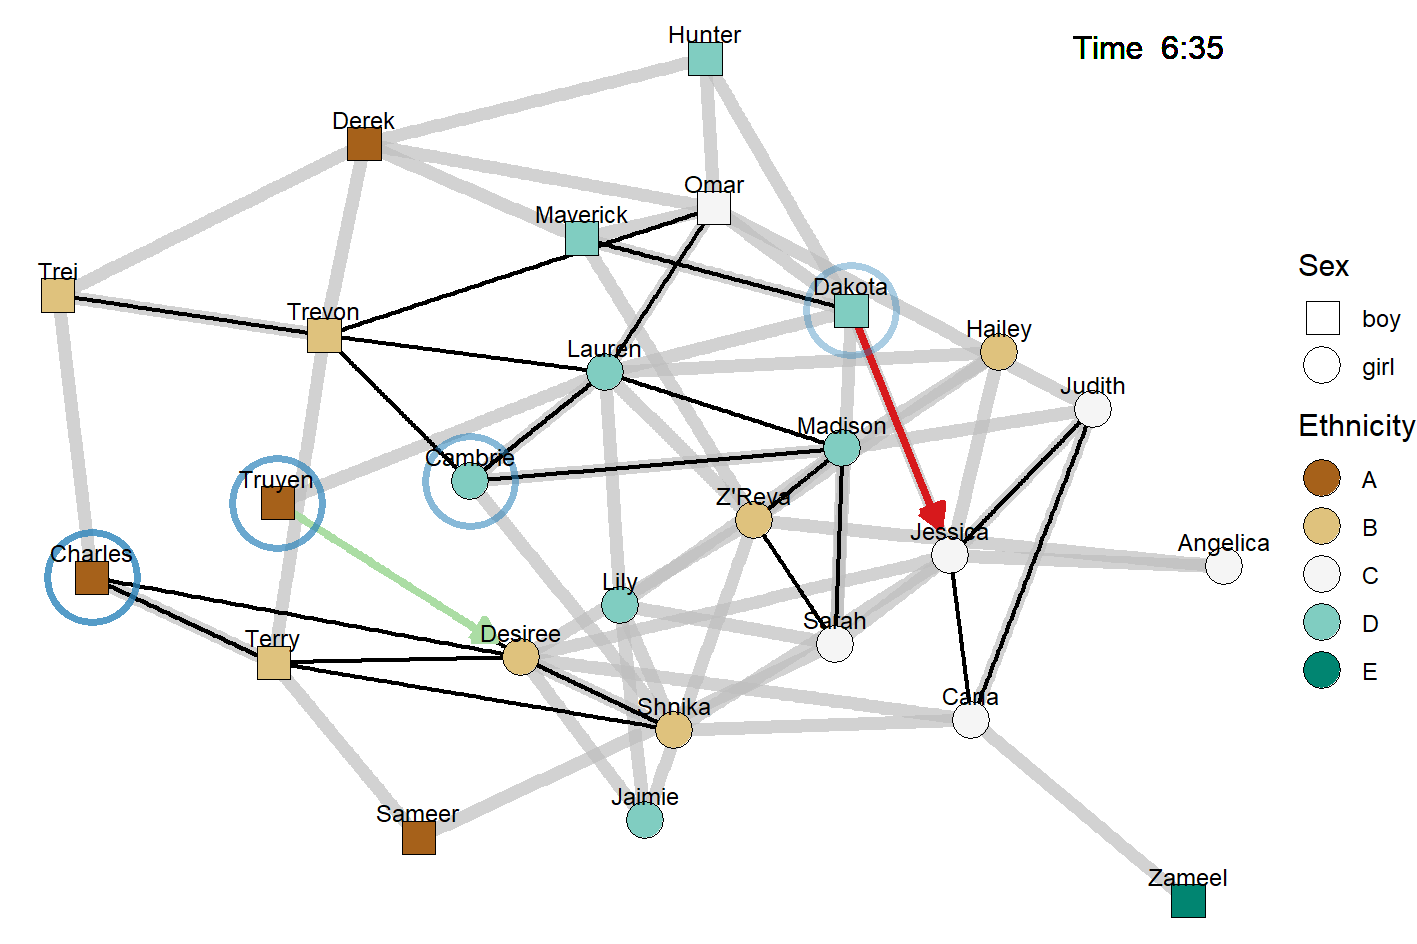 Hunter
Time  6:35
Derek
Omar
Maverick
Trei
Dakota
Trevon
Hailey
Lauren
Judith
Madison
Cambrie
Truyen
Z'Reya
Jessica
Angelica
Charles
Lily
Sarah
Desiree
Terry
Cana
Shnika
Jaimie
Sameer
Zameel
Sex
boy
girl
Ethnicity
A
B
C
D
E